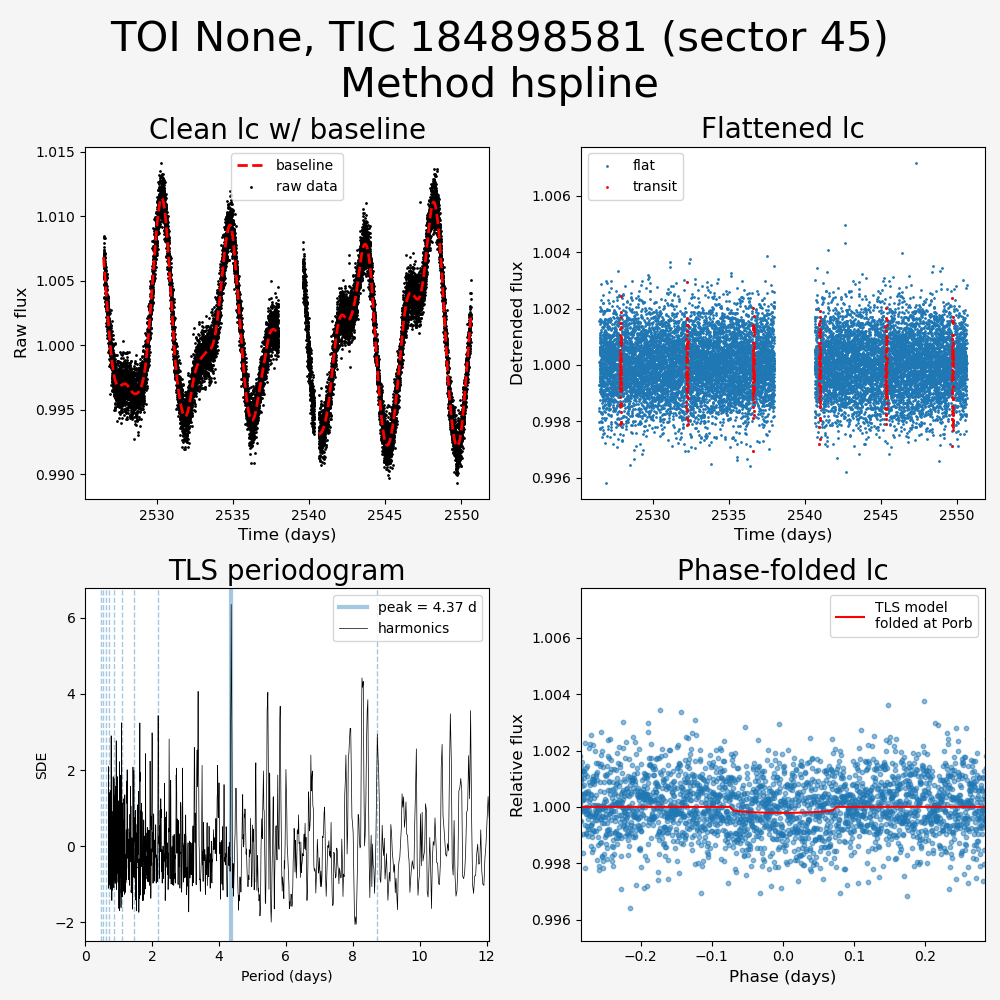 TOI None, TIC 184898581 (sector 45)
Method hspline
Clean lc w/ baseline
Flattened lc
baseline
raw data
flat
transit
1.015
1.010
1.005
1.000
0.995
0.990
Raw flux
2530
2535
2540
2545
2550
Time (days)
1.006
1.004
1.002
1.000
0.998
0.996
Detrended flux
2530
2535
2540
2545
2550
Time (days)
TLS periodogram
Phase-folded lc
peak = 4.37 d
harmonics
TLS model
folded at Porb
6
4
2
0
−2
SDE
0
2
4
6
8
10
12
Period (days)
1.006
1.004
1.002
1.000
0.998
0.996
Relative flux
−0.2
−0.1
0.0
0.1
0.2
Phase (days)